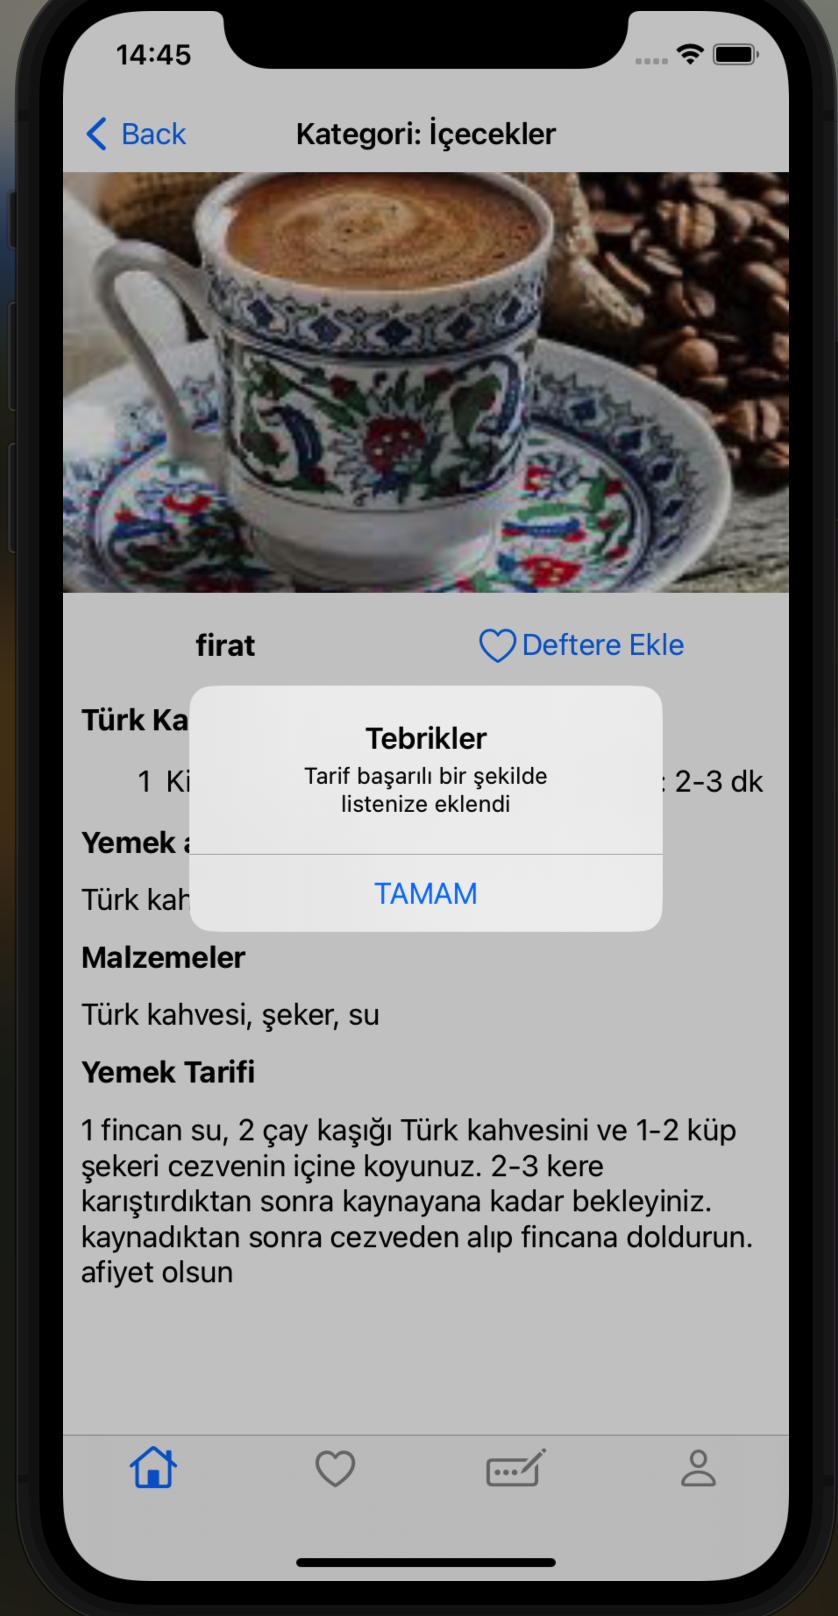 14:45
Back
Kategori: İçecekler
firat
Deftere Ekle
Türk Ka
1 Ki
: 2-3 dk
Tebrikler
Tarif başarılı bir şekilde
listenize eklendi
TAMAM
Yemek a
Türk kah
Malzemeler
Türk kahvesi, şeker, su
Yemek Tarifi
1 fincan su, 2 çay kaşığı Türk kahvesini ve 1-2 küp
şekeri cezvenin içine koyunuz. 2-3 kere
karıştırdıktan sonra kaynayana kadar bekleyiniz.
kaynadıktan sonra cezveden alıp fincana doldurun.
afiyet olsun